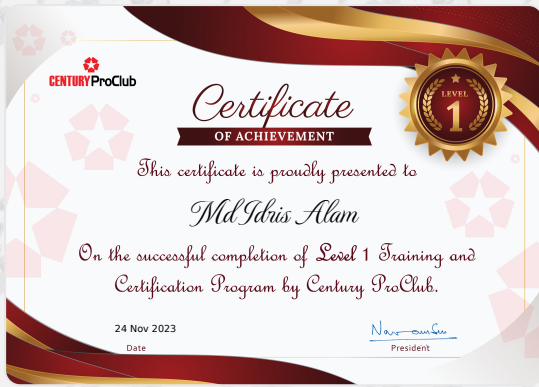 CENTURY ProClub
LEVEL
1
Certificate
OF ACHIEVEMENT
This certificate is proudly presented to
Md Idris Alam
On the successful completion of Level 1 Training and
Certification Program by Century ProClub.
24 Nov 2023
Date
President